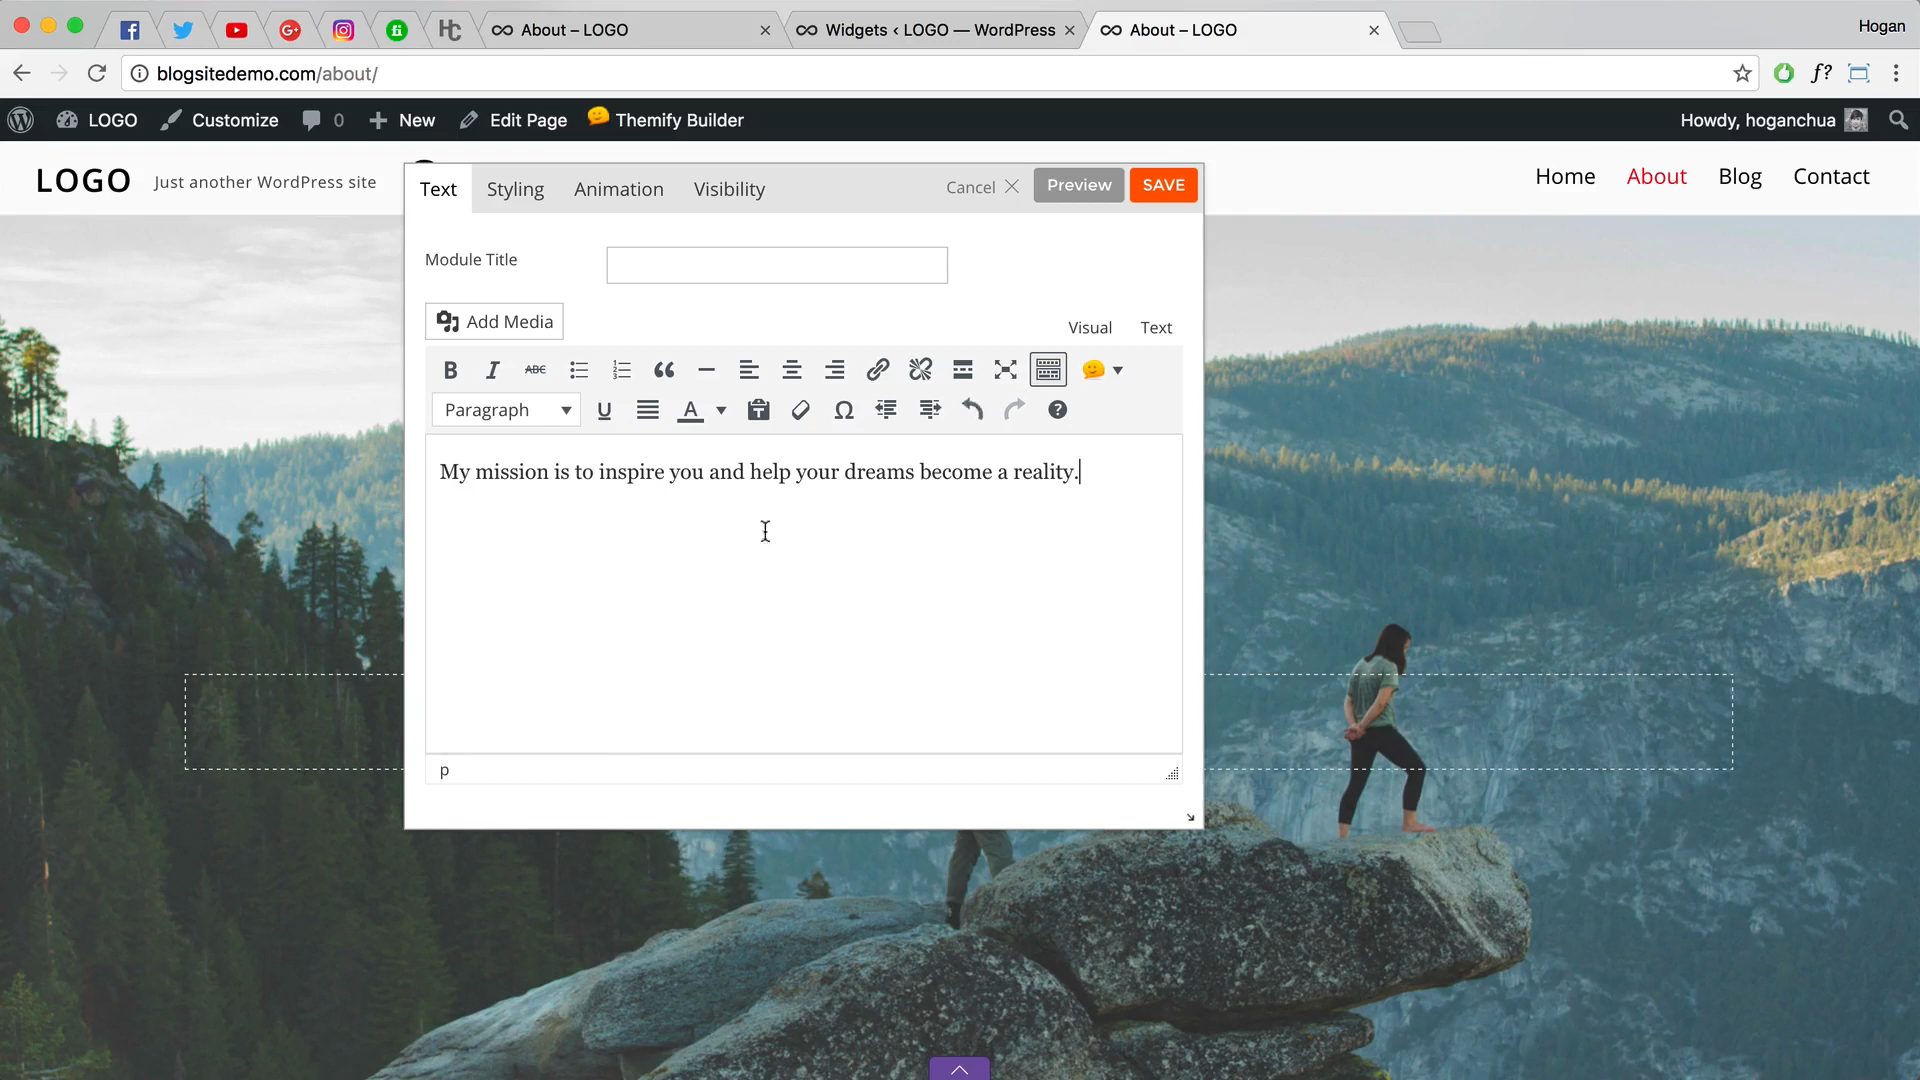 About – LOGO
Widgets ‹ LOGO — WordPress
About – LOGO
Hogan
blogsitedemo.com/about/
f?
LOGO
Customize
0
New
Edit Page
Themify Builder
Howdy, hoganchua
LOGO
Just another WordPress site
Home
About
Blog
Contact
Text
Styling
Animation
Visibility
Cancel
Preview
SAVE
Module Title
Add Media
Visual
Text
B
I
ABC
Paragraph
U
A
Ω
My mission is to inspire you and help your dreams become a reality.
p